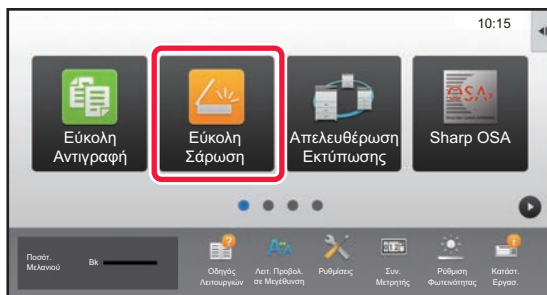 10:15
Εύκολη
Αντιγραφή
Εύκολη
Σάρωση
Απελευθέρωση
Εκτύπωσης
OSA
Sharp OSA
Ποσότ.
Μελανιού
Bk
Οδηγός
Λειτουργιών
Λειτ. Προβολ.
σε Μεγέθυνση
Ρυθμίσεις
Συν.
Μετρητής
Ρύθμιση
Φωτεινότητας
Κατάστ.
Εργασ.